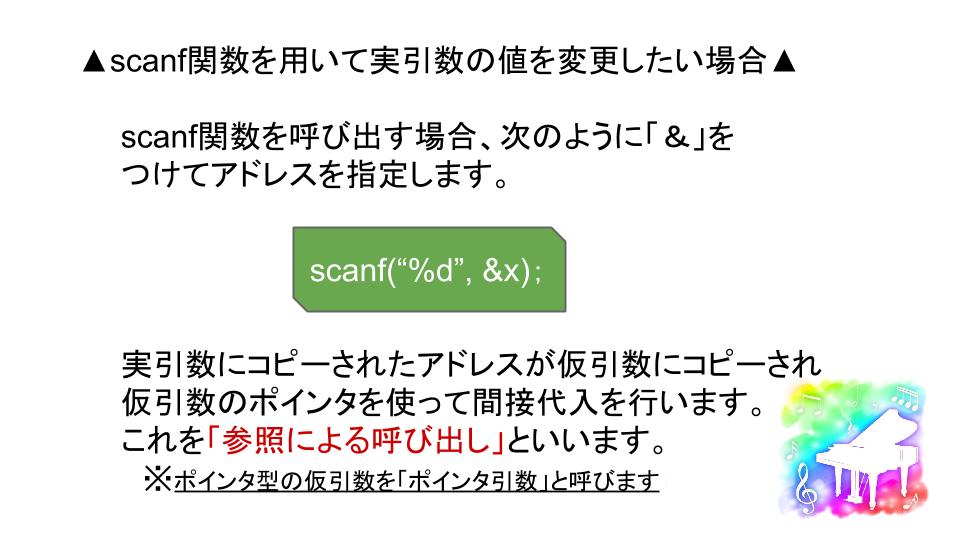 ▲scanf関数を用いて実引数の値を変更したい場合▲
scanf関数を呼び出す場合、次のように「&」を
つけてアドレスを指定します。
scanf(“%d”, &x);
実引数にコピーされたアドレスが仮引数にコピーされ
仮引数のポインタを使って間接代入を行います。
これを「参照による呼び出し」といいます。
※ポインタ型の仮引数を「ポインタ引数」と呼びます